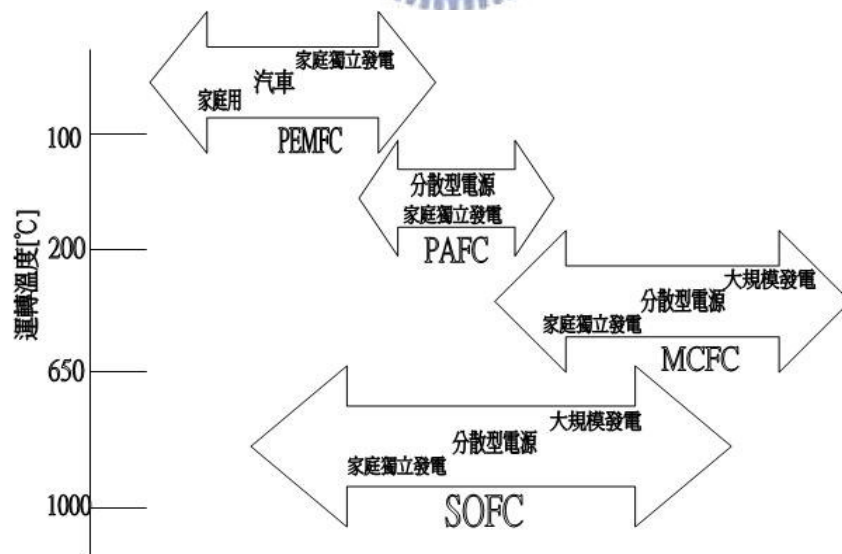 家庭獨立發電
汽車
家庭用
PEMFC
100
分散型電源
家庭獨立發電
PAFC
200
運轉溫度[℃]
大規模發電
分散型電源
家庭獨立發電
MCFC
650
大規模發電
分散型電源
家庭獨立發電
SOFC
1000